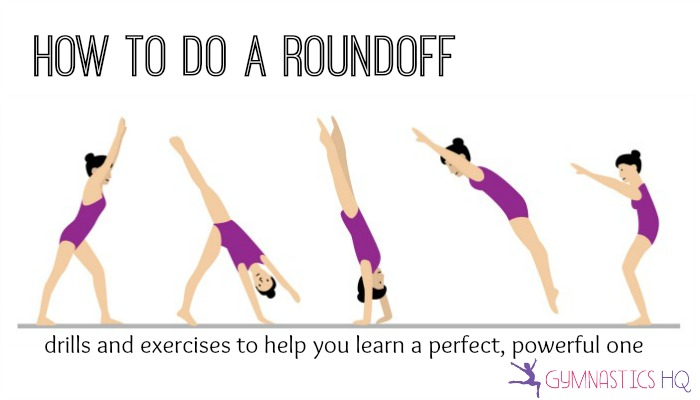 HOW TO DO A ROUNDOFF
drills and exercises to help you learn a perfect, powerful one
GYMNASTICS HQ